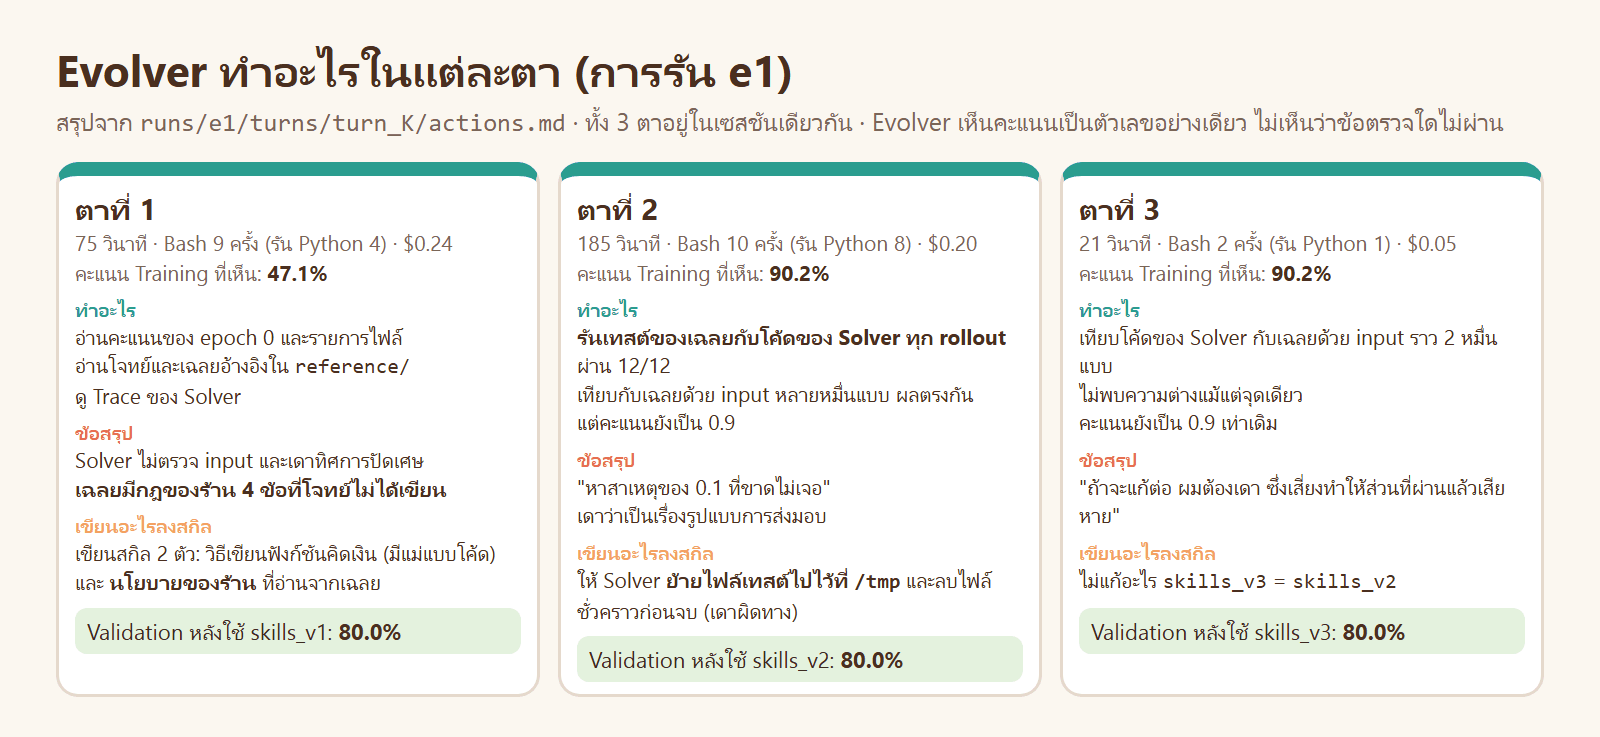 Evolver ทำอะไรในแต่ละตา (การรัน e1)
สรุปจาก runs/e1/turns/turn_K/actions.md · ทั้ง 3 ตาอยู่ในเซสชันเดียวกัน · Evolver เห็นคะแนนเป็นตัวเลขอย่างเดียว ไม่เห็นว่าข้อตรวจใดไม่ผ่าน
ตาที่ 1
75 วินาที · Bash 9 ครั้ง (รัน Python 4) · $0.24
คะแนน Training ที่เห็น: 47.1%
ทำอะไร
อ่านคะแนนของ epoch 0 และรายการไฟล์
อ่านโจทย์และเฉลยอ้างอิงใน reference/
ดู Trace ของ Solver
ข้อสรุป
Solver ไม่ตรวจ input และเดาทิศการปัดเศษ
เฉลยมีกฎของร้าน 4 ข้อที่โจทย์ไม่ได้เขียน
เขียนอะไรลงสกิล
เขียนสกิล 2 ตัว: วิธีเขียนฟังก์ชันคิดเงิน (มีแม่แบบโค้ด)
และ นโยบายของร้าน ที่อ่านจากเฉลย
Validation หลังใช้ skills_v1: 80.0%
ตาที่ 2
185 วินาที · Bash 10 ครั้ง (รัน Python 8) · $0.20
คะแนน Training ที่เห็น: 90.2%
ทำอะไร
รันเทสต์ของเฉลยกับโค้ดของ Solver ทุก rollout
ผ่าน 12/12
เทียบกับเฉลยด้วย input หลายหมื่นแบบ ผลตรงกัน
แต่คะแนนยังเป็น 0.9
ข้อสรุป
"หาสาเหตุของ 0.1 ที่ขาดไม่เจอ"
เดาว่าเป็นเรื่องรูปแบบการส่งมอบ
เขียนอะไรลงสกิล
ให้ Solver ย้ายไฟล์เทสต์ไปไว้ที่ /tmp และลบไฟล์
ชั่วคราวก่อนจบ (เดาผิดทาง)
Validation หลังใช้ skills_v2: 80.0%
ตาที่ 3
21 วินาที · Bash 2 ครั้ง (รัน Python 1) · $0.05
คะแนน Training ที่เห็น: 90.2%
ทำอะไร
เทียบโค้ดของ Solver กับเฉลยด้วย input ราว 2 หมื่น
แบบ
ไม่พบความต่างแม้แต่จุดเดียว
คะแนนยังเป็น 0.9 เท่าเดิม
ข้อสรุป
"ถ้าจะแก้ต่อ ผมต้องเดา ซึ่งเสี่ยงทำให้ส่วนที่ผ่านแล้วเสีย
หาย"
เขียนอะไรลงสกิล
ไม่แก้อะไร skills_v3 = skills_v2
Validation หลังใช้ skills_v3: 80.0%